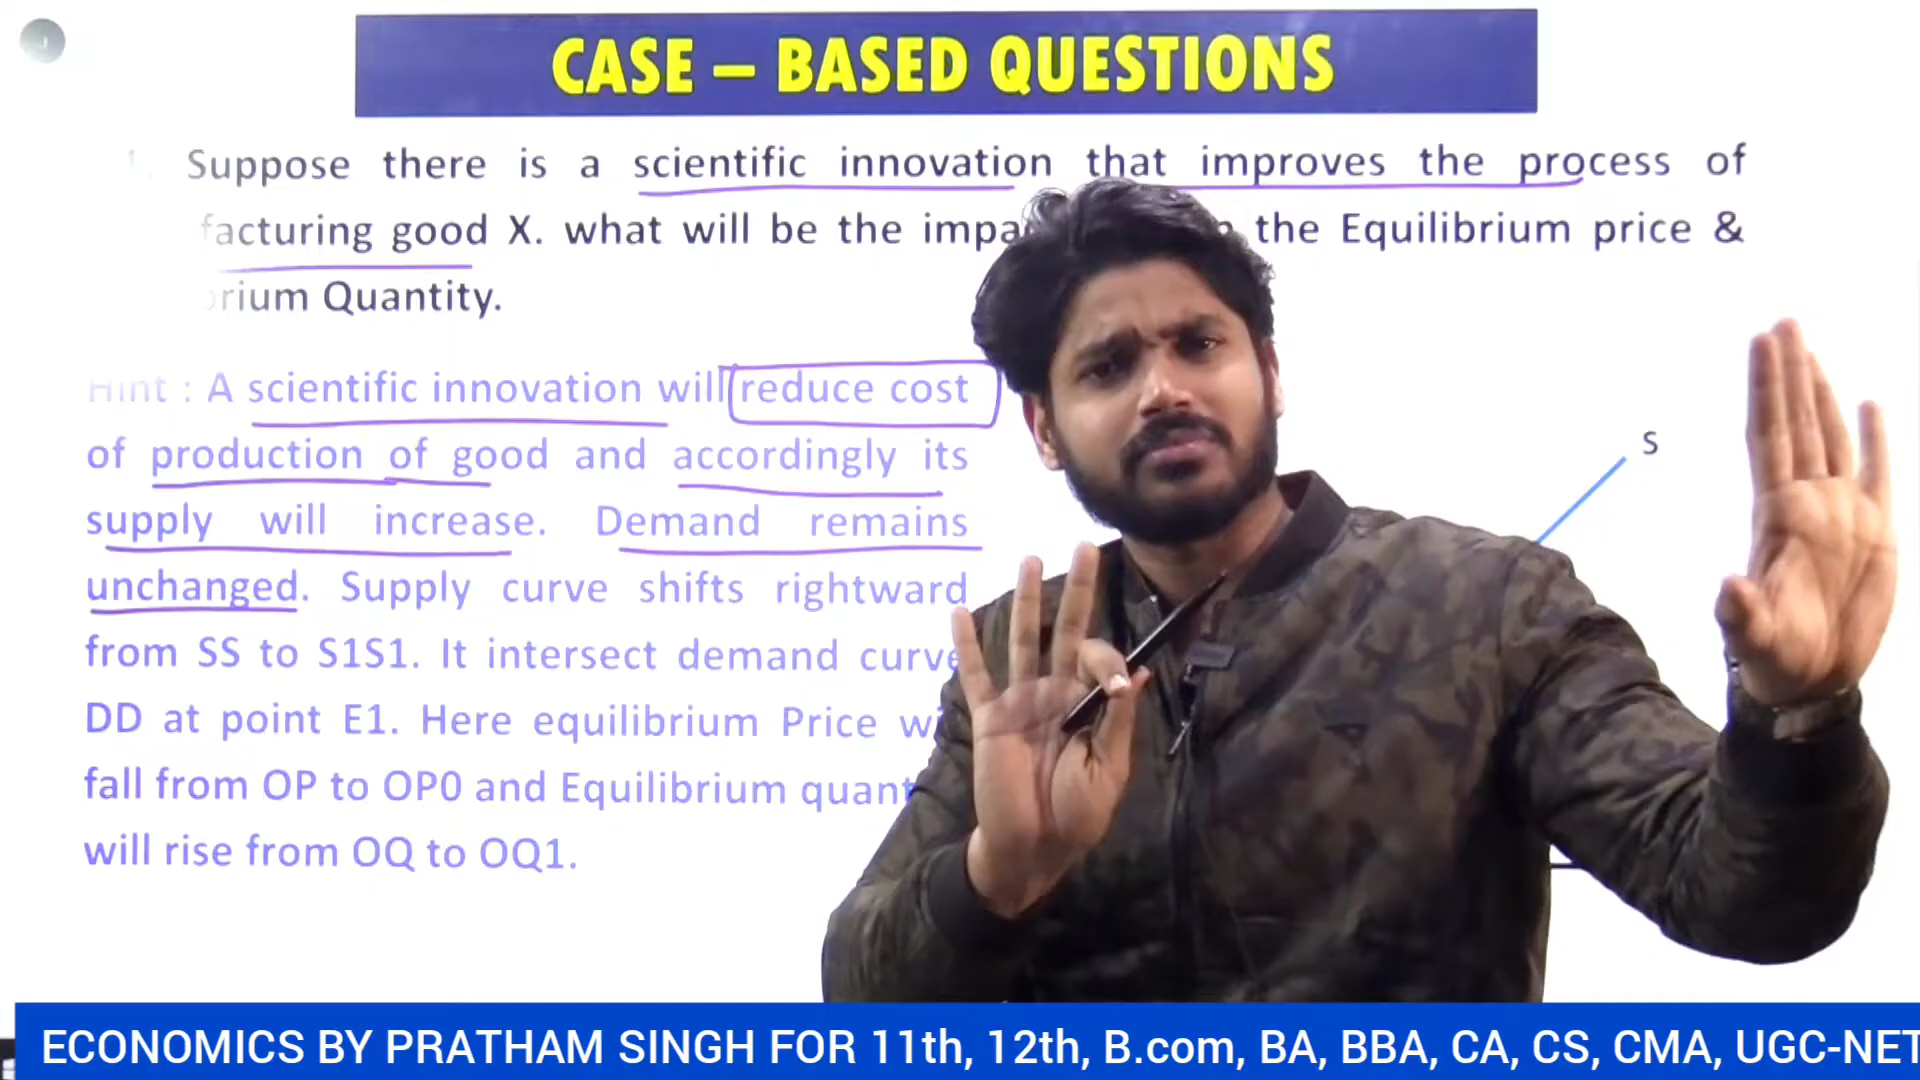 CASE – BASED QUESTIONS
Suppose there is a scientific innovation that improves the process of
facturing good X. what will be the impa the Equilibrium price &
rium Quantity.
Hint : A scientific innovation will reduce cost
of production of good and accordingly its
supply will increase. Demand remains
unchanged. Supply curve shifts rightward
from SS to S1S1. It intersect demand curve
DD at point E1. Here equilibrium Price
fall from OP to OP0 and Equilibrium quant
will rise from OQ to OQ1.
S
ECONOMICS BY PRATHAM SINGH FOR 11th, 12th, B.com, BA, BBA, CA, CS, CMA, UGC-NET